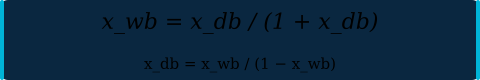 x_wb = x_db / (1 + x_db)
x_db = x_wb / (1 − x_wb)